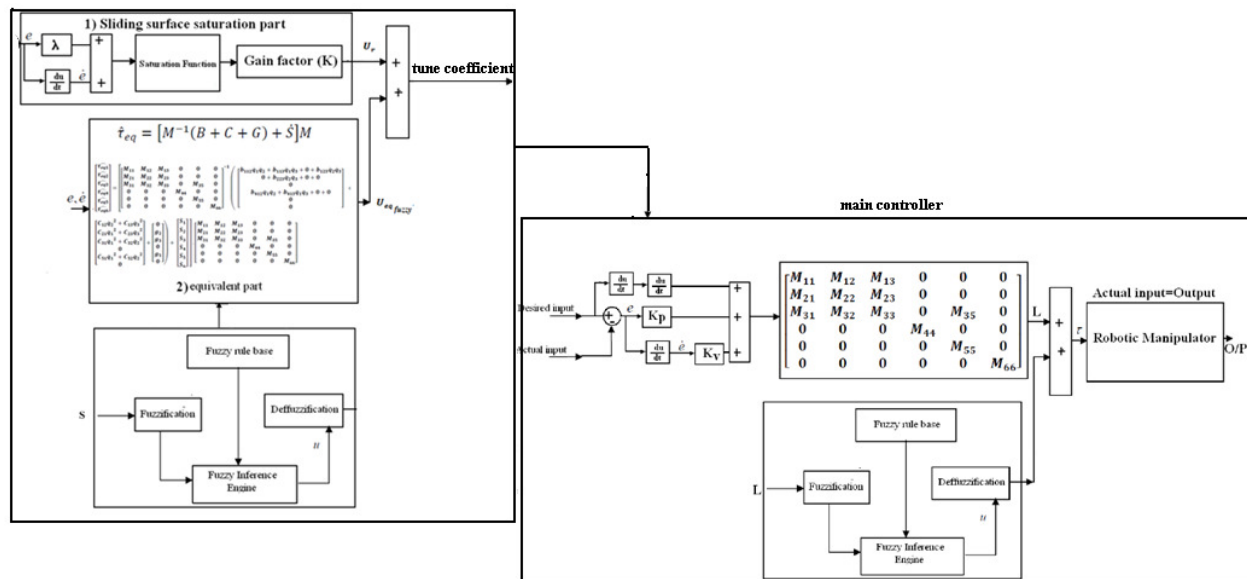 1) Sliding surface saturation part
e
λ
+
du
dt
ė
+
Saturation Function
Gain factor (K)
U_r
+
+
tune coefficient
τ̂_eq = [M⁻¹(B + C + G) + Ṡ]M
e, ė
U_eq fuzzy
2) equivalent part
Fuzzy rule base
S
Fuzzification
Deffuzzification
Fuzzy Inference
Engine
u
main controller
Desired input
Actual input
+
-
e
du
dt
du
dt
K_p
du
dt
ė
K_v
+
+
+
M₁₁ M₁₂ M₁₃ 0 0 0
M₂₁ M₂₂ M₂₃ 0 0 0
M₃₁ M₃₂ M₃₃ 0 M₃₅ 0
0 0 0 M₄₄ 0 0
0 0 0 0 M₅₅ 0
0 0 0 0 0 M₆₆
L
+
+
τ
Actual input=Output
Robotic Manipulator
O/P
Fuzzy rule base
L
Fuzzification
Deffuzzification
Fuzzy Inference
Engine
u